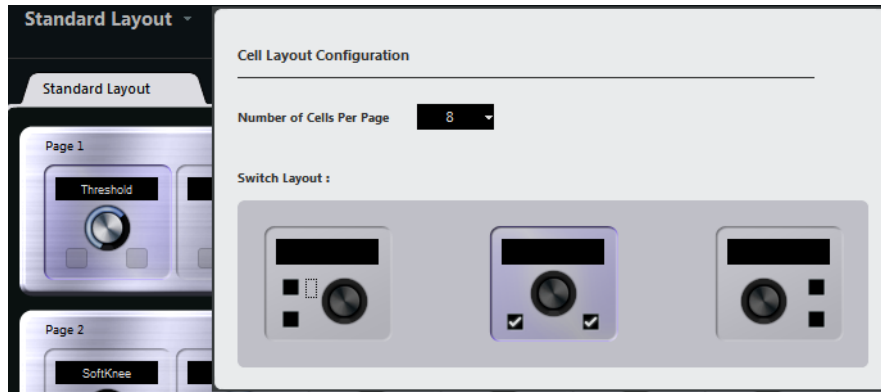 Standard Layout
Cell Layout Configuration
Standard Layout
Number of Cells Per Page 8
Page 1
Threshold
Switch Layout :
Page 2
SoftKnee